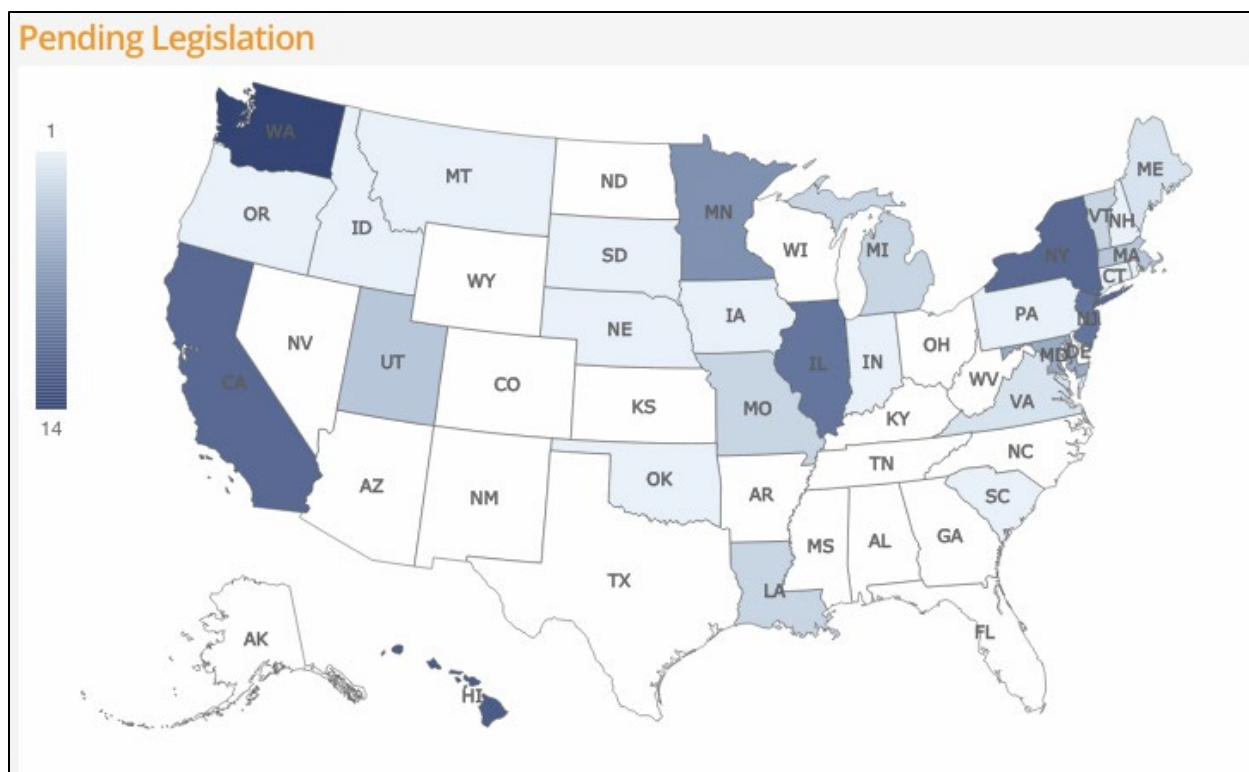 Pending Legislation
1
14
WA
MT
ND
MN
ME
OR
ID
SD
WI
MI
VT
NH
NY
MA
CT
WY
NE
IA
PA
NJ
NV
UT
CO
IL
IN
OH
MD
DE
CA
KS
MO
WV
VA
KY
AZ
NM
OK
AR
TN
NC
SC
TX
LA
MS
AL
GA
FL
AK
HI